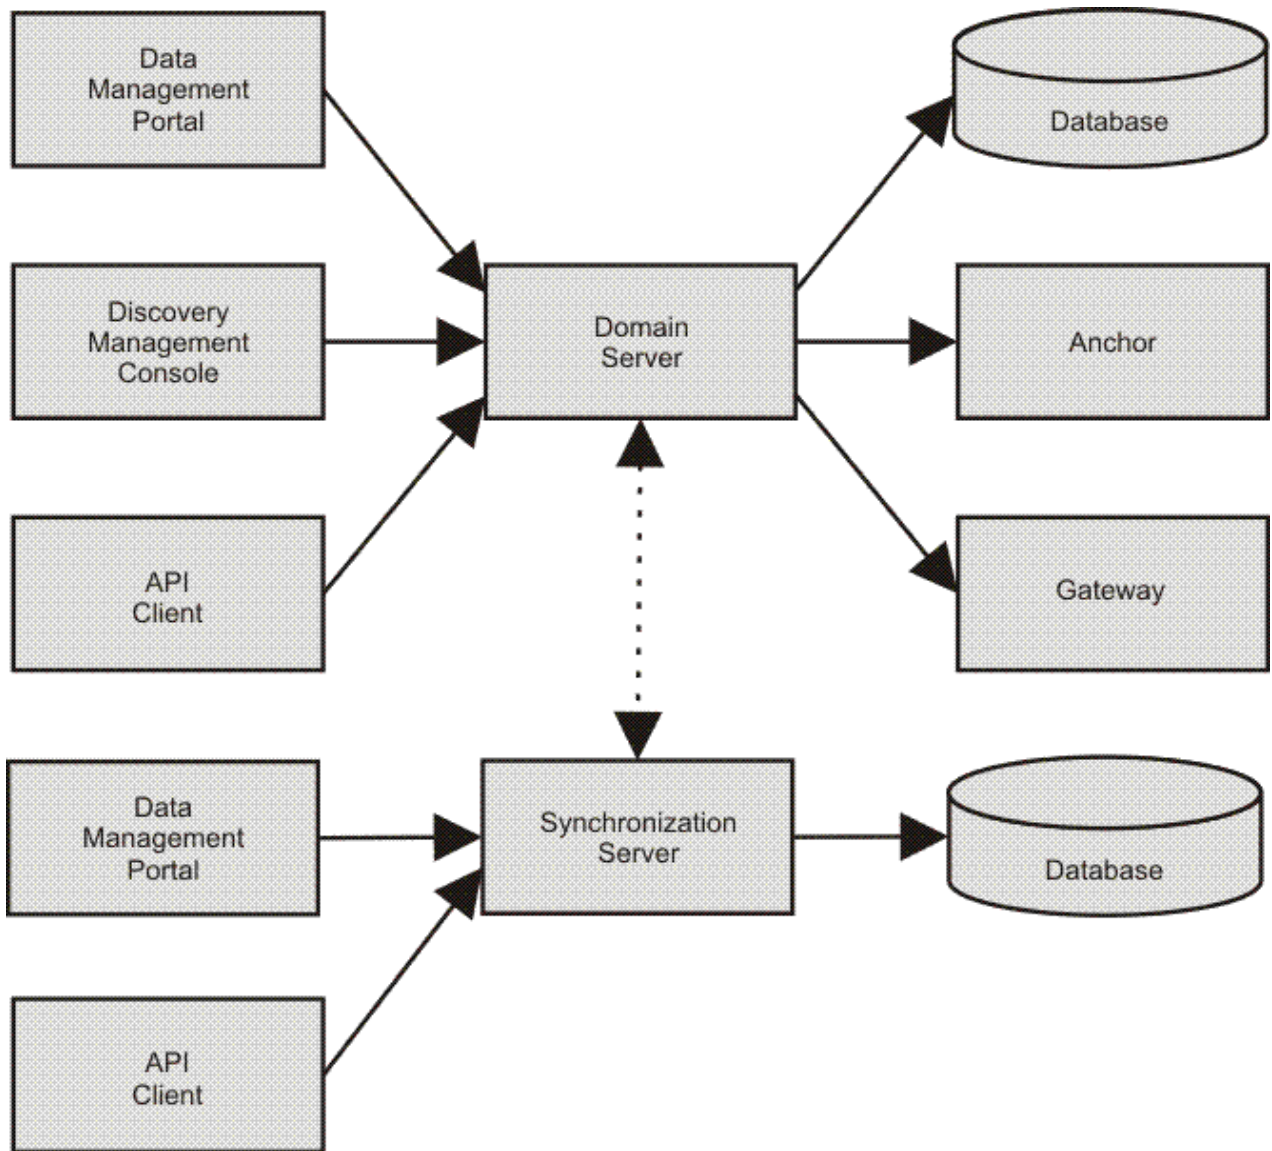 Data
Management
Portal
Database
Discovery
Management
Console
Domain
Server
Anchor
API
Client
Gateway
Data
Management
Portal
Synchronization
Server
Database
API
Client